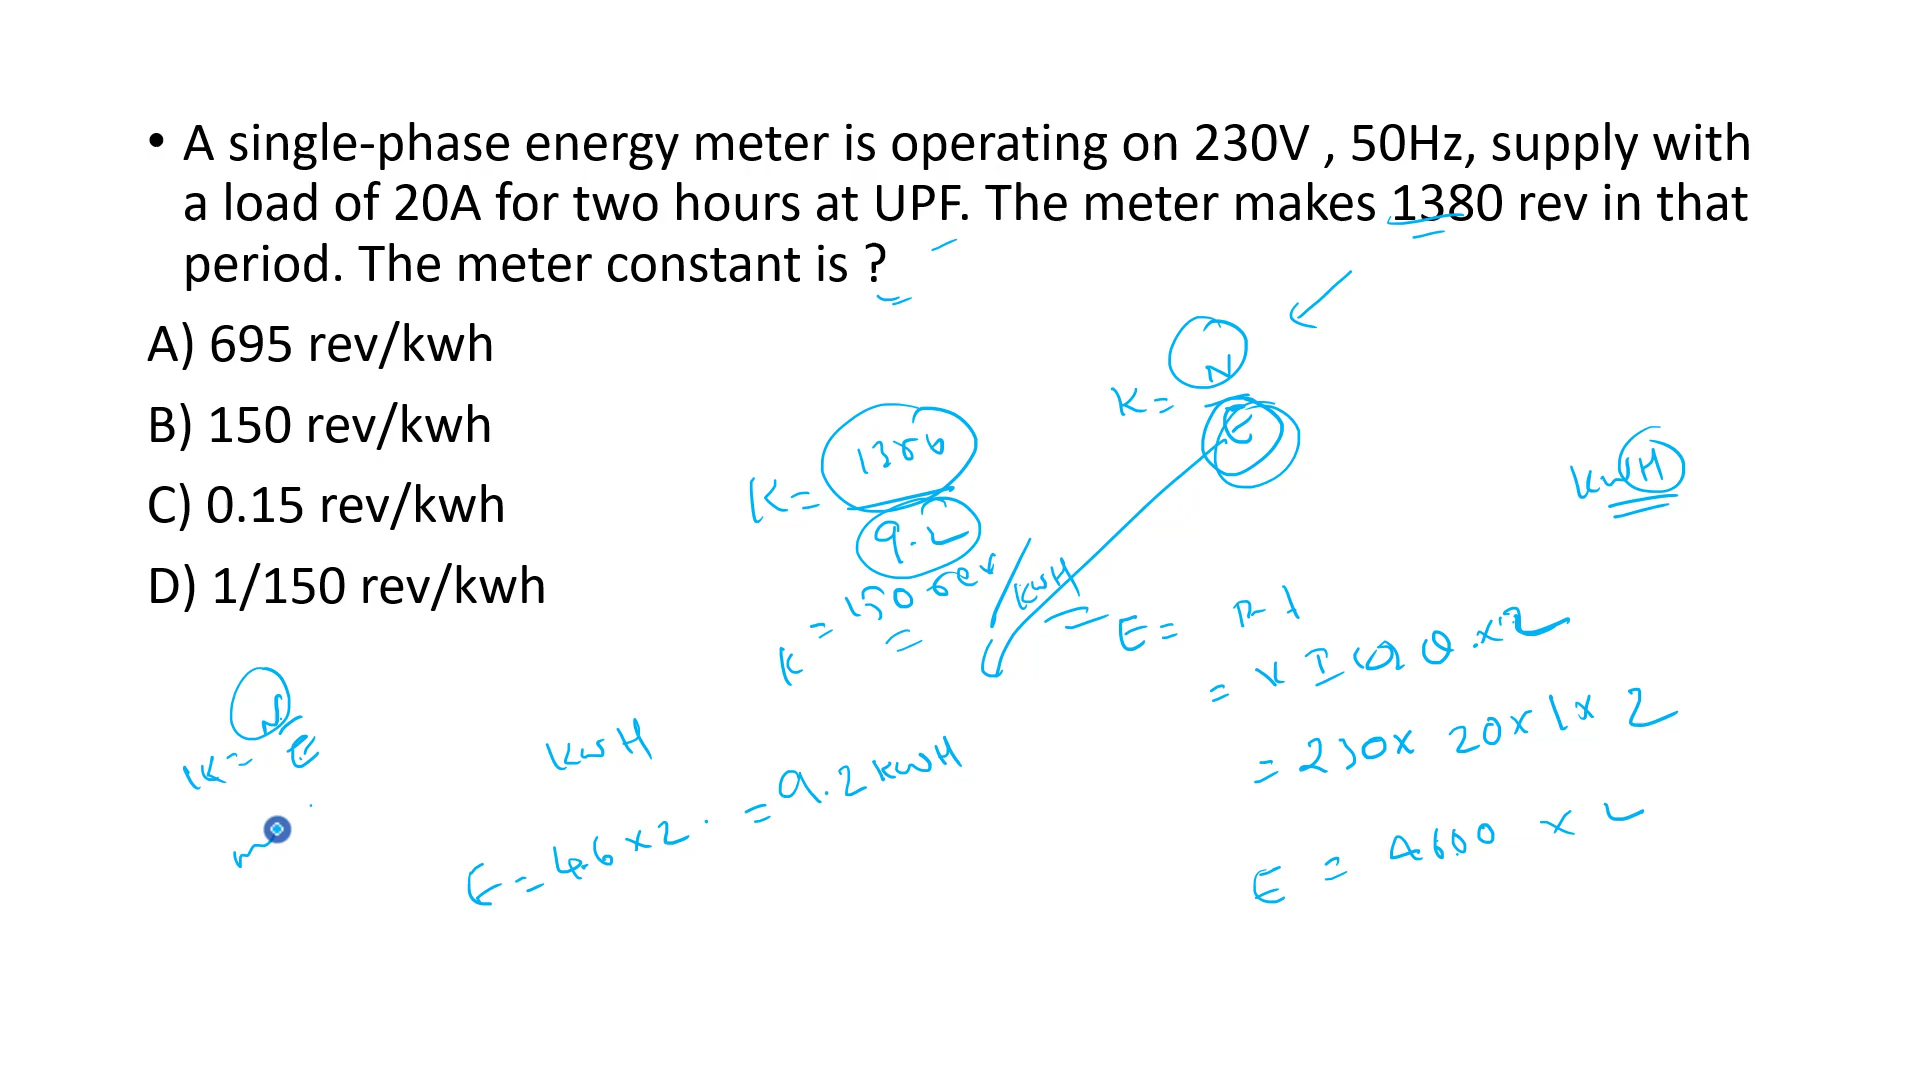 • A single-phase energy meter is operating on 230V , 50Hz, supply with
a load of 20A for two hours at UPF. The meter makes 1380 rev in that
period. The meter constant is ?
A) 695 rev/kwh
B) 150 rev/kwh
C) 0.15 rev/kwh
D) 1/150 rev/kwh
K = N
E
K = 1380
9.2
K = 150 rev/kwH
kwH
E =
= V I cos θ × 2
= 230 × 20 × 1 × 2
E = 4600 × 2
K = N
E
kwH
E = 4.6 × 2 . = 9.2 kwH